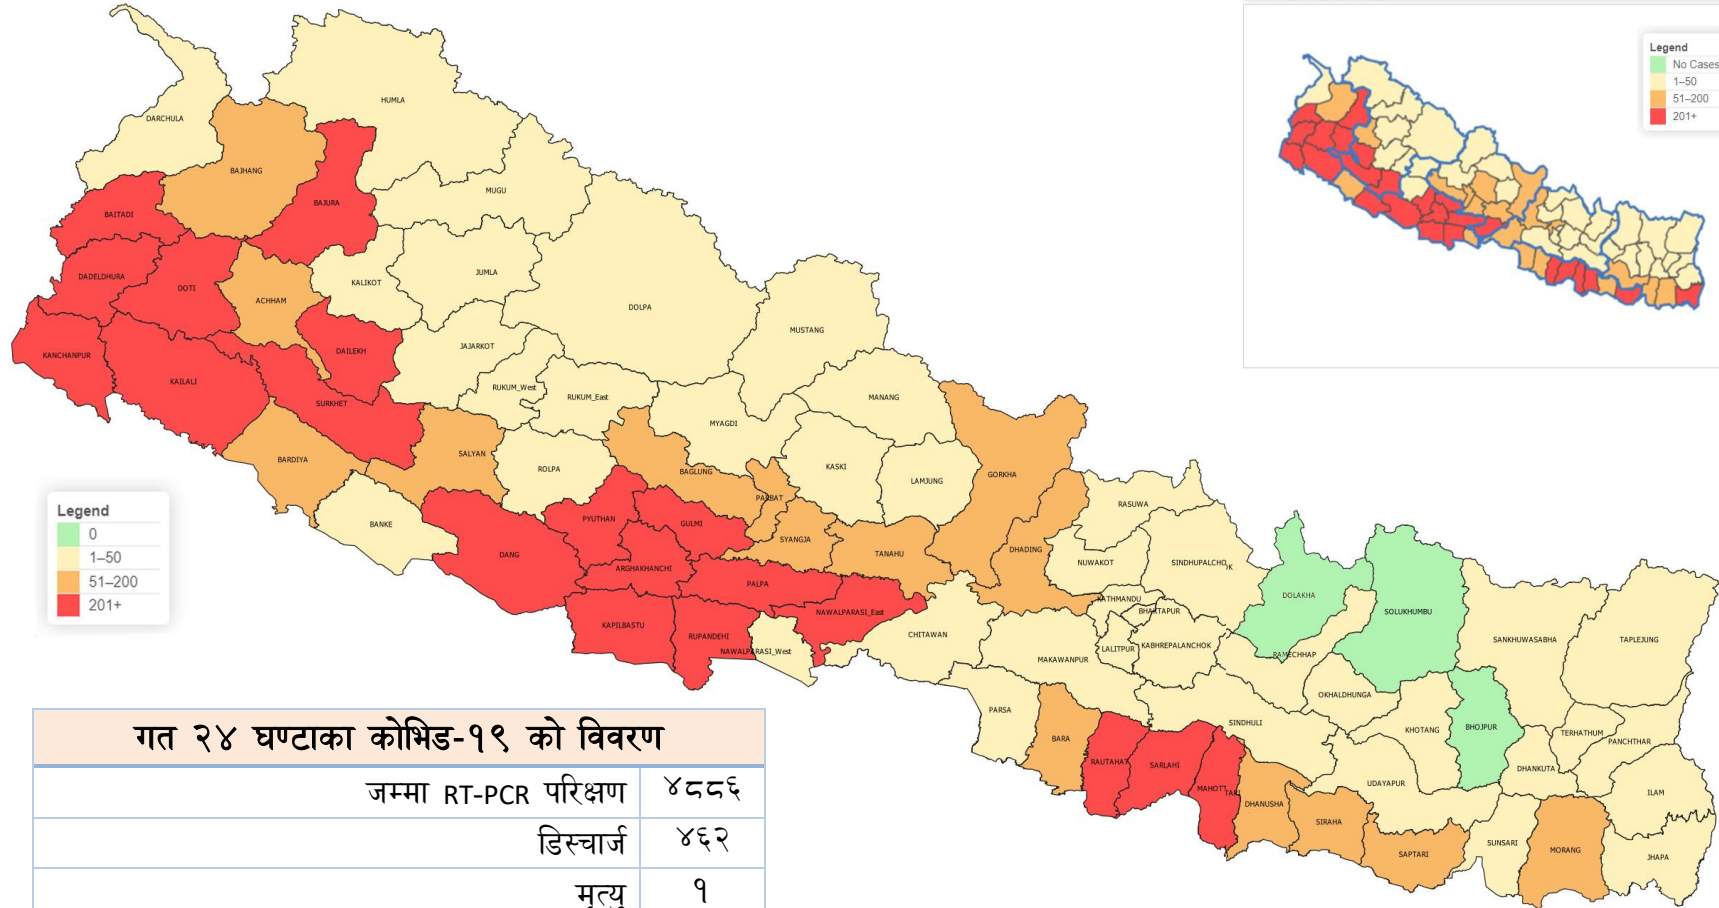 Legend
No Cases
1–50
51–200
201+
DARCHULA
HUMLA
BAJHANG
MUGU
BAJURA
BAITADI
JUMLA
DADELDHURA
KALIKOT
DOTI
ACHHAM
DOLPA
MUSTANG
JAJARKOT
DAILEKH
KANCHANPUR
KAILALI
RUKUM_West
RUKUM_East
MANANG
SURKHET
MYAGDI
SALYAN
BARDIYA
ROLPA
KASKI
BAGLUNG
GORKHA
LAMJUNG
PARBAT
RASUWA
Legend
0
1–50
51–200
201+
BANKE
PYUTHAN
GULMI
SYANGJA
DANG
TANAHU
DHADING
NUWAKOT
SINDHUPALCHOK
ARGHAKHANCHI
PALPA
DOLAKHA
KATHMANDU
BHAKTAPUR
SOLUKHUMBU
NAWALPARASI_East
KAPILBASTU
RUPANDEHI
CHITAWAN
SANKHUWASABHA
TAPLEJUNG
NAWALPARASI_West
LALITPUR
KABHREPALANCHOK
RAMECHHAP
MAKAWANPUR
OKHALDHUNGA
PARSA
SINDHULI
KHOTANG
BHOJPUR
TERHATHUM
PANCHTHAR
BARA
RAUTAHAT
SARLAHI
DHANKUTA
UDAYAPUR
MAHOTTARI
ILAM
DHANUSHA
SIRAHA
SUNSARI
MORANG
SAPTARI
JHAPA
गत २४ घण्टाका कोभिड-१९ को विवरण
जम्मा RT-PCR परिक्षण ४८८६
डिस्चार्ज ४६२
मृत्यु १